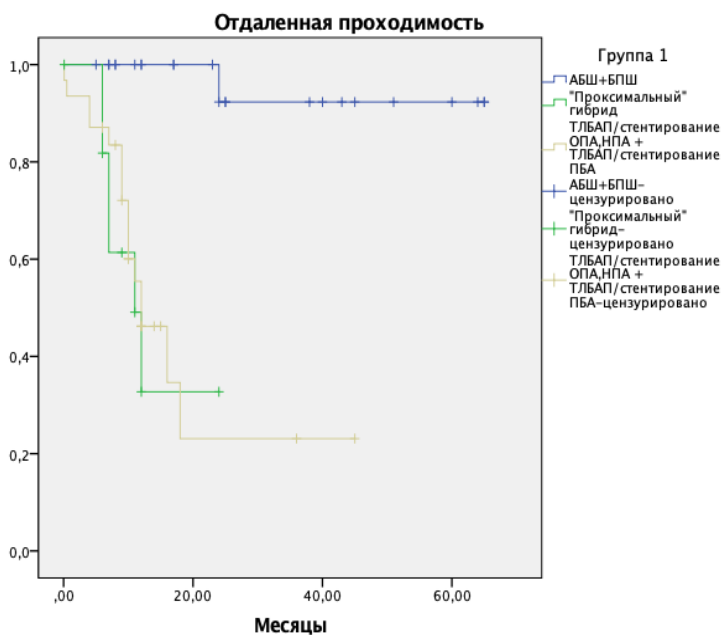 Отдаленная проходимость
1,0
0,8
0,6
0,4
0,2
0,0
,00
20,00
40,00
60,00
Месяцы
Группа 1
АБШ+БПШ
"Проксимальный"
гибрид
ТЛБАП/стентирование
ОПА,НПА +
ТЛБАП/стентирование
ПБА
АБШ+БПШ-
цензурировано
"Проксимальный"
гибрид-
цензурировано
ТЛБАП/стентирование
ОПА,НПА +
ТЛБАП/стентирование
ПБА-цензурировано